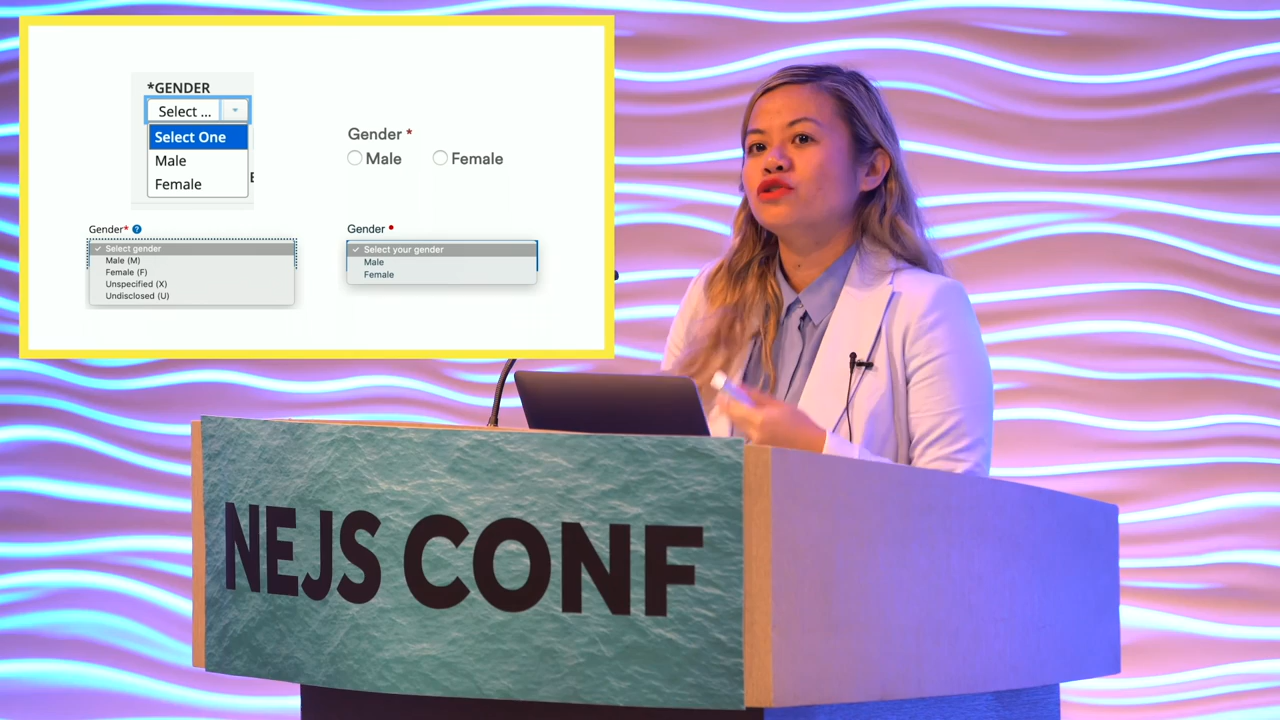 *GENDER
Select ...
Select One
Male
Female
E
Gender *
Male Female
Gender* ?
✓ Select gender
Male (M)
Female (F)
Unspecified (X)
Undisclosed (U)
Gender •
✓ Select your gender
Male
Female
NEJS CONF